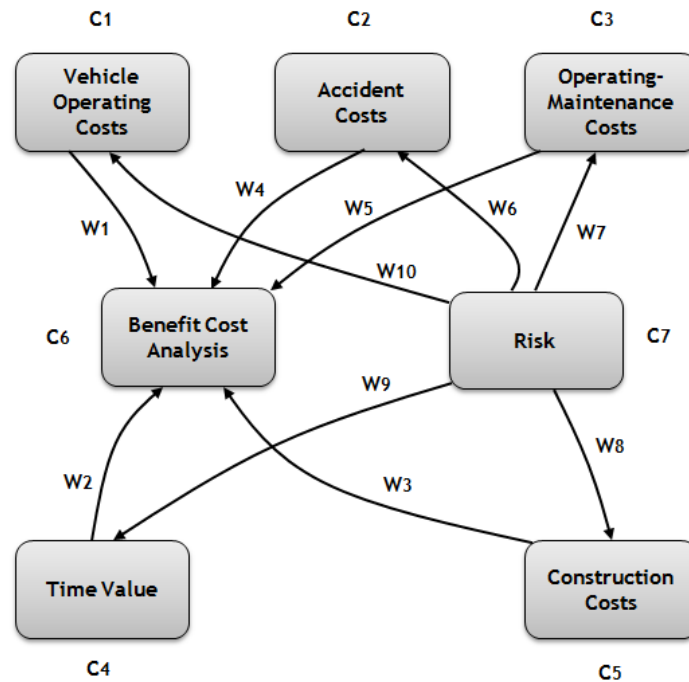 C1
C2
C3
Vehicle
Operating
Costs
Accident
Costs
Operating-
Maintenance
Costs
W1
W4
W5
W6
W7
W10
C6
Benefit Cost
Analysis
Risk
C7
W9
W8
W2
W3
Time Value
Construction
Costs
C4
C5